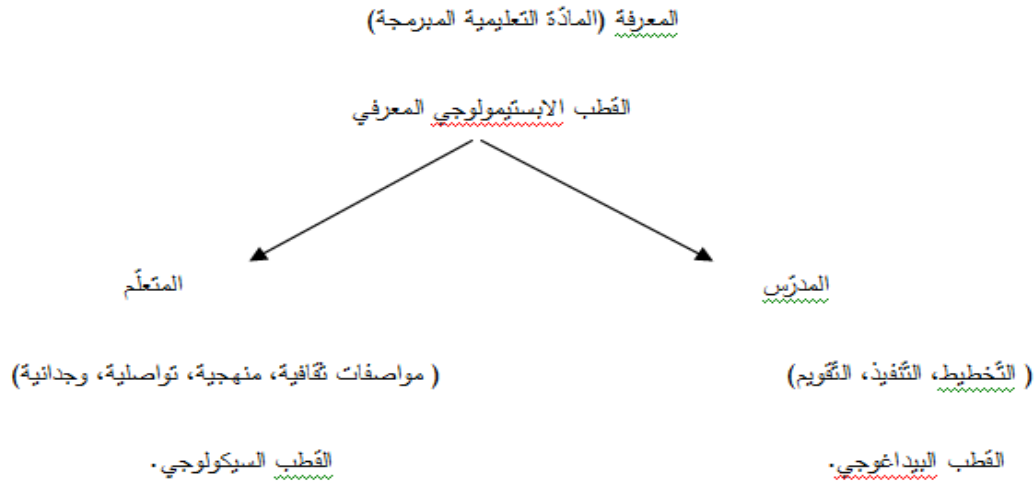 المعرفة (المادّة التعليمية المبرمجة)
القطب الابستيمولوجي المعرفي
المدرّس
المتعلّم
( التّخطيط، التّنفيذ، التّقويم)
( مواصفات ثقافية، منهجية، تواصلية، وجدانية)
القطب البيداغوجي.
القطب السيكولوجي.